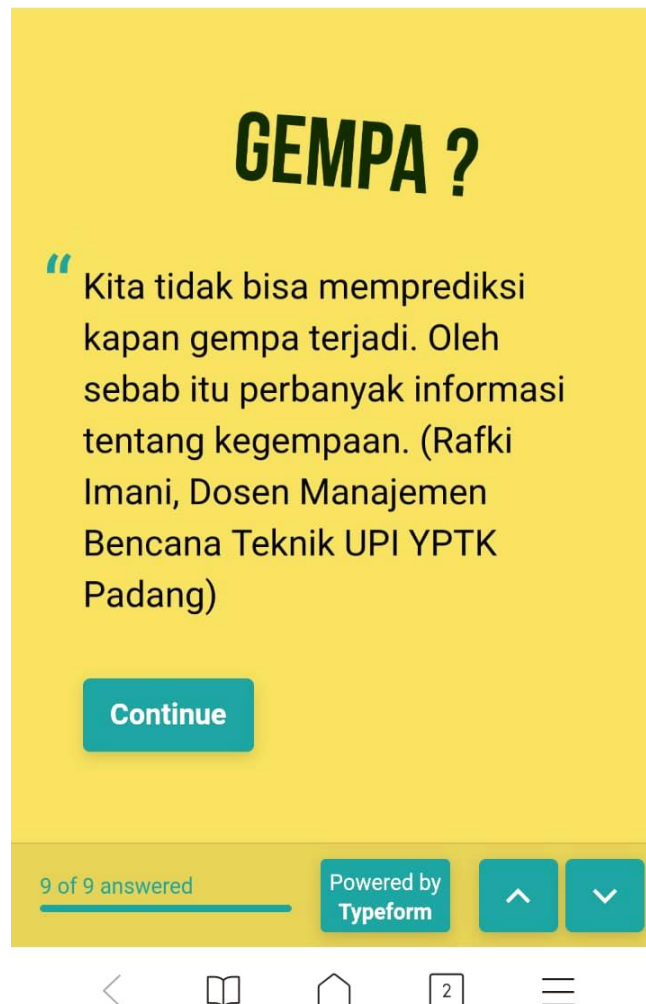 GEMPA ?
“
Kita tidak bisa memprediksi
kapan gempa terjadi. Oleh
sebab itu perbanyak informasi
tentang kegempaan. (Rafki
Imani, Dosen Manajemen
Bencana Teknik UPI YPTK
Padang)
Continue
9 of 9 answered
Powered by
Typeform
2